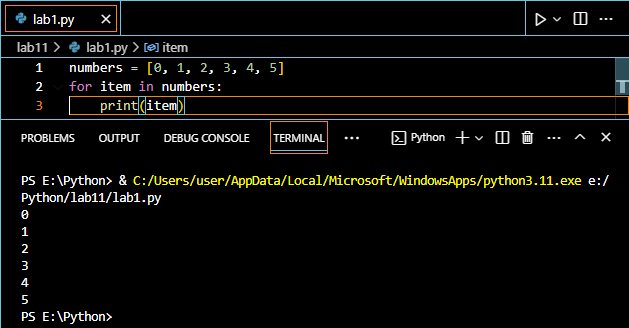 lab1.py
lab11 > lab1.py > item
1 numbers = [0, 1, 2, 3, 4, 5]
2 for item in numbers:
3     print(item)
PROBLEMS OUTPUT DEBUG CONSOLE TERMINAL ··· Python
PS E:\Python> & C:/Users/user/AppData/Local/Microsoft/WindowsApps/python3.11.exe e:/
Python/lab11/lab1.py
0
1
2
3
4
5
PS E:\Python>